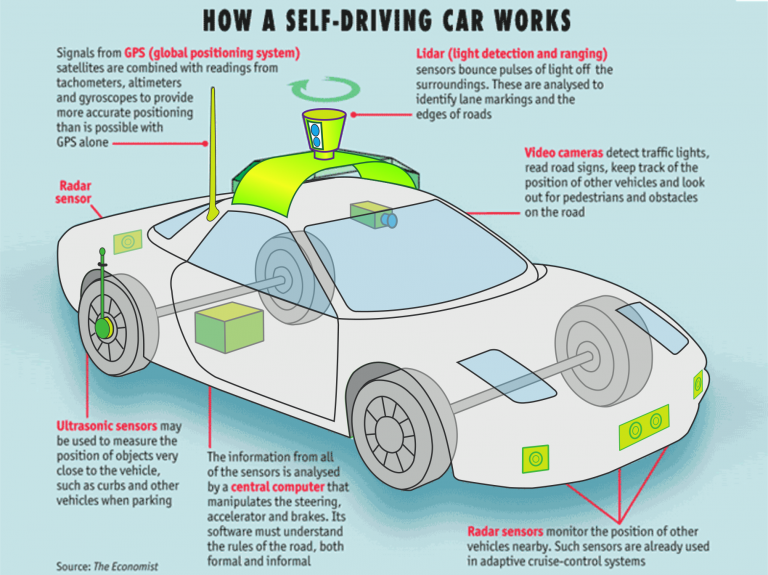 HOW A SELF-DRIVING CAR WORKS
Signals from GPS (global positioning system)
satellites are combined with readings from
tachometers, altimeters
and gyroscopes to provide
more accurate positioning
than is possible with
GPS alone
Lidar (light detection and ranging)
sensors bounce pulses of light off the
surroundings. These are analysed to
identify lane markings and the
edges of roads
Video cameras detect traffic lights,
read road signs, keep track of the
position of other vehicles and look
out for pedestrians and obstacles
on the road
Radar
sensor
Ultrasonic sensors may
be used to measure the
position of objects very
close to the vehicle,
such as curbs and other
vehicles when parking
The information from all
of the sensors is analysed
by a central computer that
manipulates the steering,
accelerator and brakes. Its
software must understand
the rules of the road, both
formal and informal
Radar sensors monitor the position of other
vehicles nearby. Such sensors are already used
in adaptive cruise-control systems
Source: The Economist